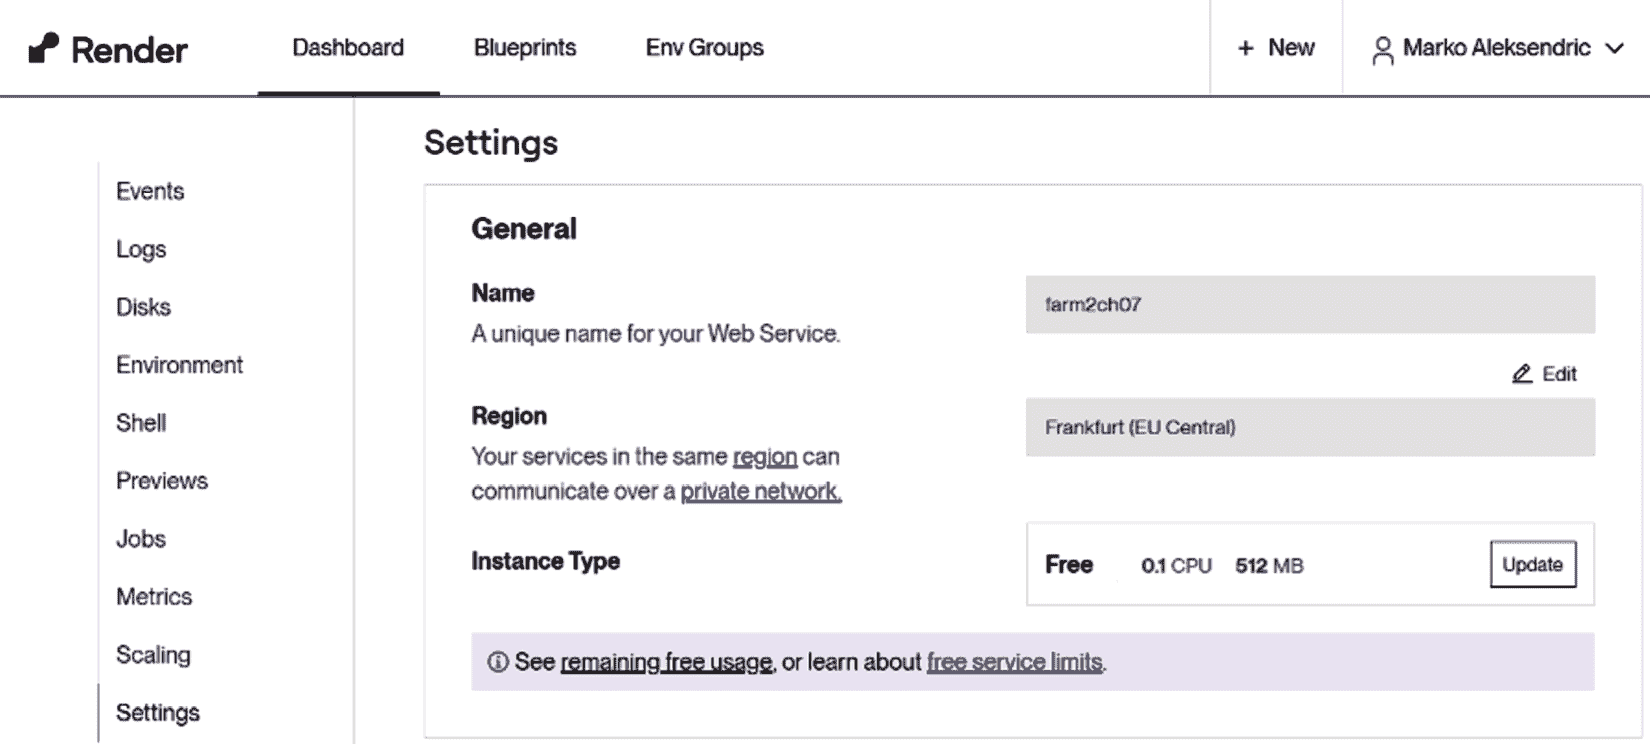 Render
Dashboard
Blueprints
Env Groups
+ New
Marko Aleksendric
Events
Logs
Disks
Environment
Shell
Previews
Jobs
Metrics
Scaling
Settings
Settings
General
Name
A unique name for your Web Service.
farm2ch07
Edit
Region
Your services in the same region can
communicate over a private network.
Frankfurt (EU Central)
Instance Type
Free 0.1 CPU 512 MB
Update
See remaining free usage, or learn about free service limits.